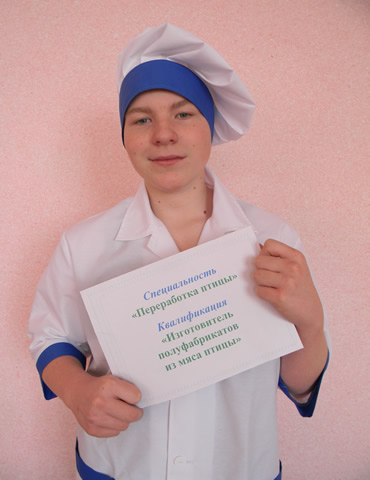 Специальность
«Переработка птицы»
Квалификация
«Изготовитель
полуфабрикатов
из мяса птицы»